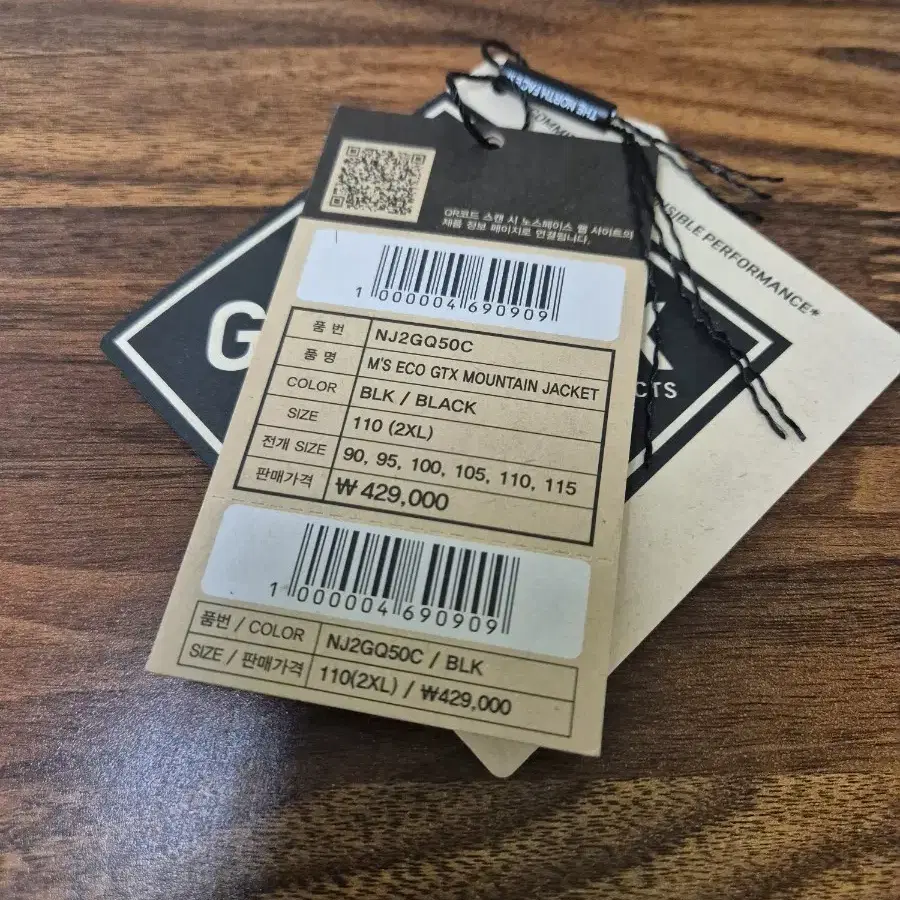 THE NORTH FACE
QR코드 스캔 시 노스페이스 웹 사이트의
제품 정보 페이지로 연결됩니다.
1 000004 690909
품 번 NJ2GQ50C
품 명 M'S ECO GTX MOUNTAIN JACKET
COLOR BLK / BLACK
SIZE 110 (2XL)
전개 SIZE 90, 95, 100, 105, 110, 115
판매가격 ₩429,000
1 000004 690909
품번 / COLOR NJ2GQ50C / BLK
SIZE / 판매가격 110(2XL) / ₩429,000
G
X
CTS
PERFORMANCE*